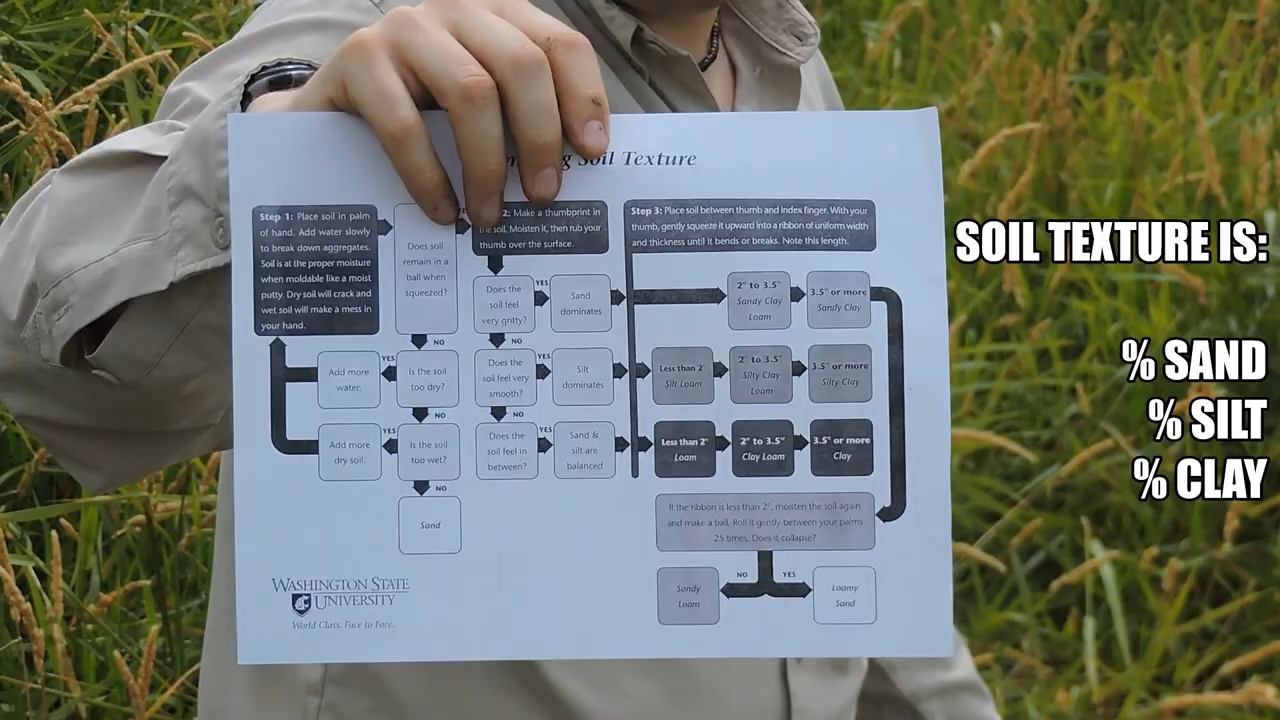 Soil Texture
Step 1: Place soil in palm
of hand. Add water slowly
to break down aggregates.
Soil is at the proper moisture
when moldable like a moist
putty. Dry soil will crack and
wet soil will make a mess in
your hand.
Does soil
remain in a
ball when
squeezed?
2: Make a thumbprint in
the soil. Moisten it, then rub your
thumb over the surface.
Step 3: Place soil between thumb and index finger. With your
thumb, gently squeeze it upward into a ribbon of uniform width
and thickness until it bends or breaks. Note this length.
Does the
soil feel
very gritty?
YES
Sand
dominates
2" to 3.5"
Sandy Clay
Loam
3.5" or more
Sandy Clay
NO
NO
Add more
water.
YES
Is the soil
too dry?
Does the
soil feel very
smooth?
YES
Silt
dominates
Less than 2"
Silt Loam
2" to 3.5"
Silty Clay
Loam
3.5" or more
Silty Clay
NO
NO
Add more
dry soil.
YES
Is the soil
too wet?
Does the
soil feel in
between?
YES
Sand &
silt are
balanced
Less than 2"
Loam
2" to 3.5"
Clay Loam
3.5" or more
Clay
NO
Sand
If the ribbon is less than 2", moisten the soil again
and make a ball. Roll it gently between your palms
25 times. Does it collapse?
NO
YES
Sandy
Loam
Loamy
Sand
WASHINGTON STATE
UNIVERSITY
World Class. Face to Face.
SOIL TEXTURE IS:
% SAND
% SILT
% CLAY